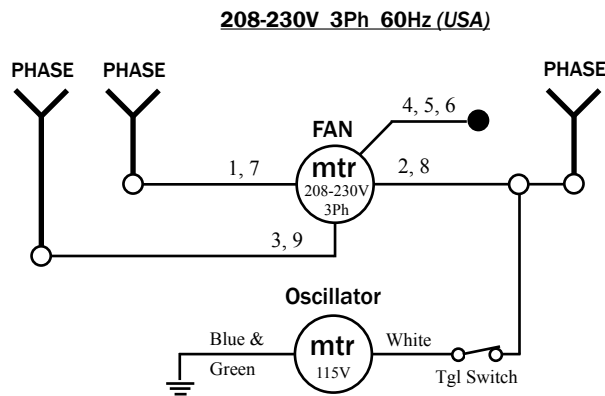 208-230V 3Ph 60Hz (USA)
PHASE
PHASE
PHASE
4, 5, 6
FAN
mtr
208-230V
3Ph
1, 7
2, 8
3, 9
Oscillator
mtr
115V
Blue &
Green
White
Tgl Switch